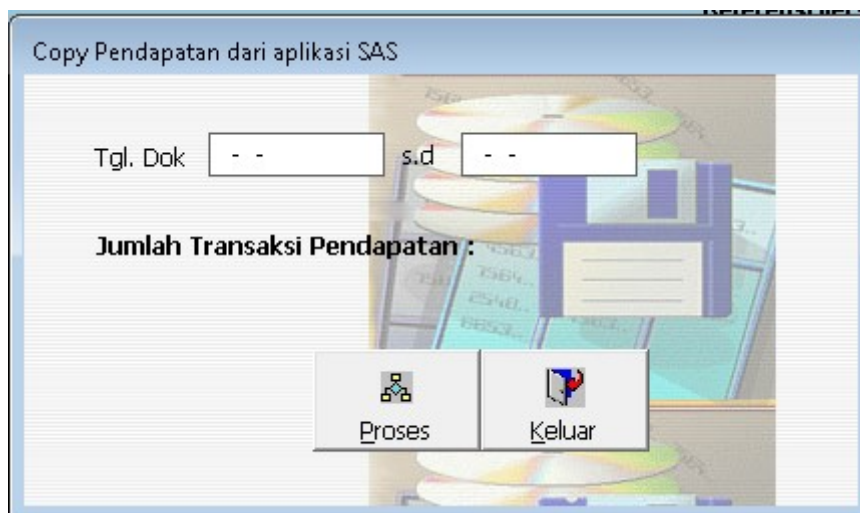 Copy Pendapatan dari aplikasi SAS
Tgl. Dok - - s.d - -
Jumlah Transaksi Pendapatan :
Proses Keluar